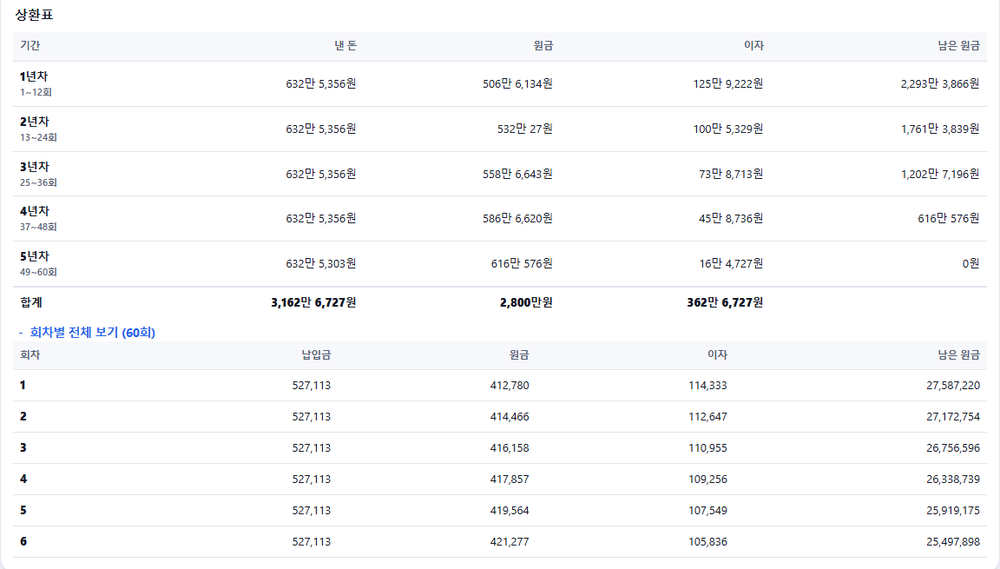 상환표
기간 낸 돈 원금 이자 남은 원금
1년차 632만 5,356원 506만 6,134원 125만 9,222원 2,293만 3,866원
1~12회
2년차 632만 5,356원 532만 27원 100만 5,329원 1,761만 3,839원
13~24회
3년차 632만 5,356원 558만 6,643원 73만 8,713원 1,202만 7,196원
25~36회
4년차 632만 5,356원 586만 6,620원 45만 8,736원 616만 576원
37~48회
5년차 632만 5,303원 616만 576원 16만 4,727원 0원
49~60회
합계 3,162만 6,727원 2,800만원 362만 6,727원
- 회차별 전체 보기 (60회)
회차 납입금 원금 이자 남은 원금
1 527,113 412,780 114,333 27,587,220
2 527,113 414,466 112,647 27,172,754
3 527,113 416,158 110,955 26,756,596
4 527,113 417,857 109,256 26,338,739
5 527,113 419,564 107,549 25,919,175
6 527,113 421,277 105,836 25,497,898